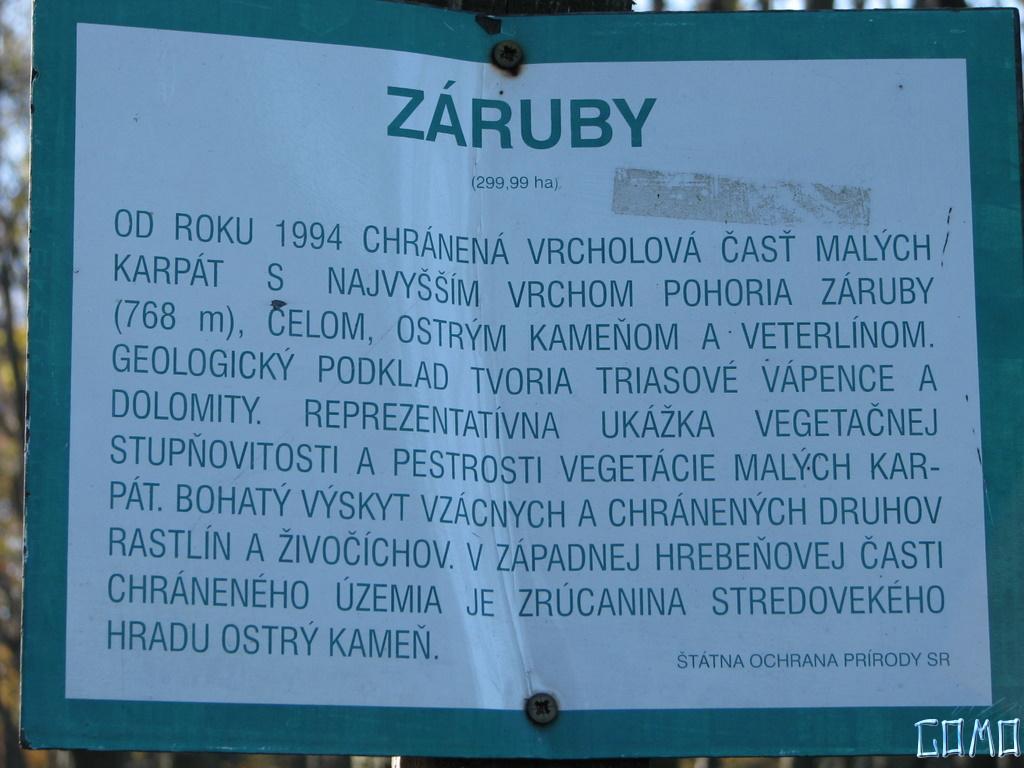 ZÁRUBY
(299,99 ha)
OD ROKU 1994 CHRÁNENÁ VRCHOLOVÁ ČASŤ MALÝCH
KARPÁT S NAJVYŠŠÍM VRCHOM POHORIA ZÁRUBY
(768 m), ČELOM, OSTRÝM KAMEŇOM A VETERLÍNOM.
GEOLOGICKÝ PODKLAD TVORIA TRIASOVÉ VÁPENCE A
DOLOMITY. REPREZENTATÍVNA UKÁŽKA VEGETAČNEJ
STUPŇOVITOSTI A PESTROSTI VEGETÁCIE MALÝCH KAR-
PÁT. BOHATÝ VÝSKYT VZÁCNYCH A CHRÁNENÝCH DRUHOV
RASTLÍN A ŽIVOČÍCHOV. V ZÁPADNEJ HREBEŇOVEJ ČASTI
CHRÁNENÉHO ÚZEMIA JE ZRÚCANINA STREDOVEKÉHO
HRADU OSTRÝ KAMEŇ.
ŠTÁTNA OCHRANA PRÍRODY SR
GOMO